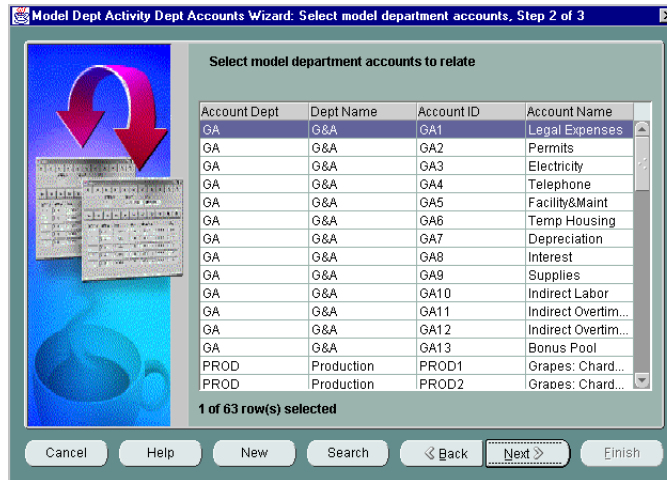 Model Dept Activity Dept Accounts Wizard: Select model department accounts, Step 2 of 3
Select model department accounts to relate
Account Dept Dept Name Account ID Account Name
GA G&A GA1 Legal Expenses
GA G&A GA2 Permits
GA G&A GA3 Electricity
GA G&A GA4 Telephone
GA G&A GA5 Facility&Maint
GA G&A GA6 Temp Housing
GA G&A GA7 Depreciation
GA G&A GA8 Interest
GA G&A GA9 Supplies
GA G&A GA10 Indirect Labor
GA G&A GA11 Indirect Overtim...
GA G&A GA12 Indirect Overtim...
GA G&A GA13 Bonus Pool
PROD Production PROD1 Grapes: Chard...
PROD Production PROD2 Grapes: Chard...
1 of 63 row(s) selected
Cancel Help New Search Back Next Finish